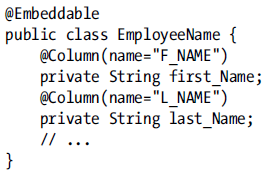 @Embeddable
public class EmployeeName {
    @Column(name="F_NAME")
    private String first_Name;
    @Column(name="L_NAME")
    private String last_Name;
    // ...
}